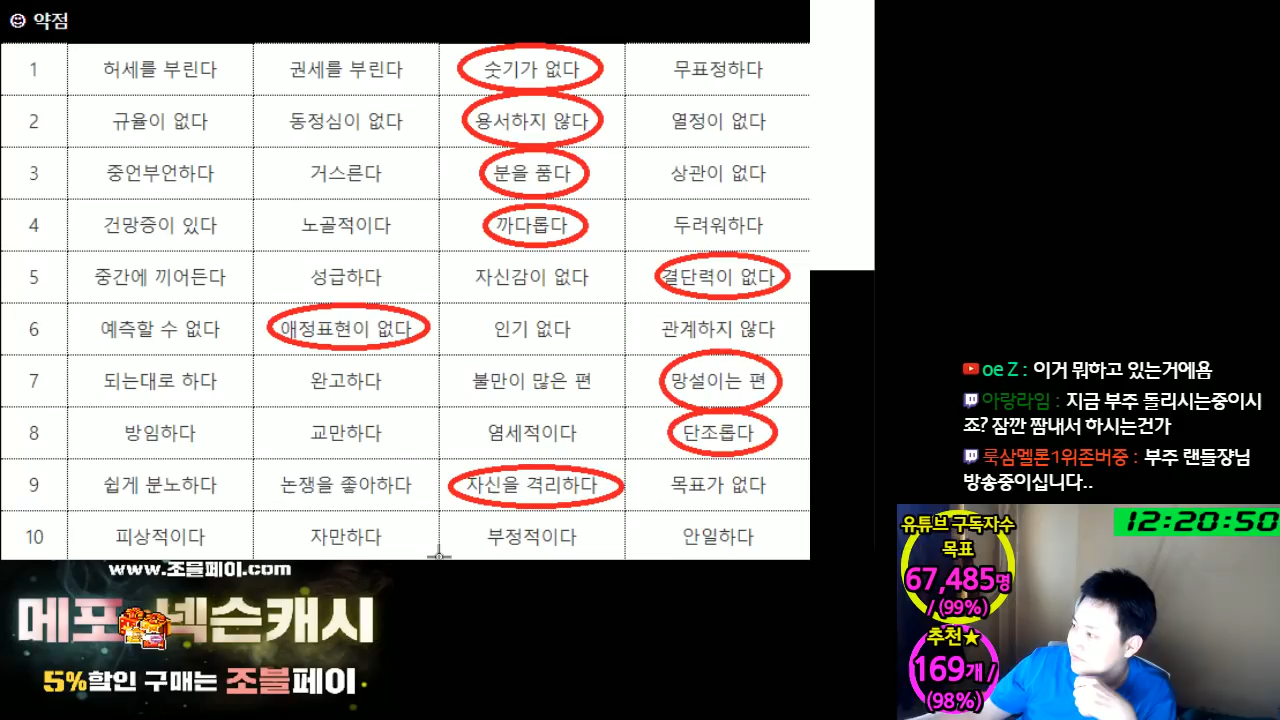 약점
1 허세를 부린다 권세를 부린다 숫기가 없다 무표정하다
2 규율이 없다 동정심이 없다 용서하지 않다 열정이 없다
3 중언부언하다 거스른다 분을 품다 상관이 없다
4 건망증이 있다 노골적이다 까다롭다 두려워하다
5 중간에 끼어든다 성급하다 자신감이 없다 결단력이 없다
6 예측할 수 없다 애정표현이 없다 인기 없다 관계하지 않다
7 되는대로 하다 완고하다 불만이 많은 편 망설이는 편
8 방임하다 교만하다 염세적이다 단조롭다
9 쉽게 분노하다 논쟁을 좋아하다 자신을 격리하다 목표가 없다
10 피상적이다 자만하다 부정적이다 안일하다
www.조블페이.com
메포 넥슨캐시
5%할인 구매는 조블페이
oe Z : 이거 뭐하고 있는거에욤
아랑라임 : 지금 부주 돌리시는중이시
죠? 잠깐 짬내서 하시는건가
룩삼멜론1위존버중 : 부주 랜들쟝님
방송중이십니다..
유튜브 구독자수
목표
67,485명
/ (99%)
추천★
169개 /
(98%)
12:20:50